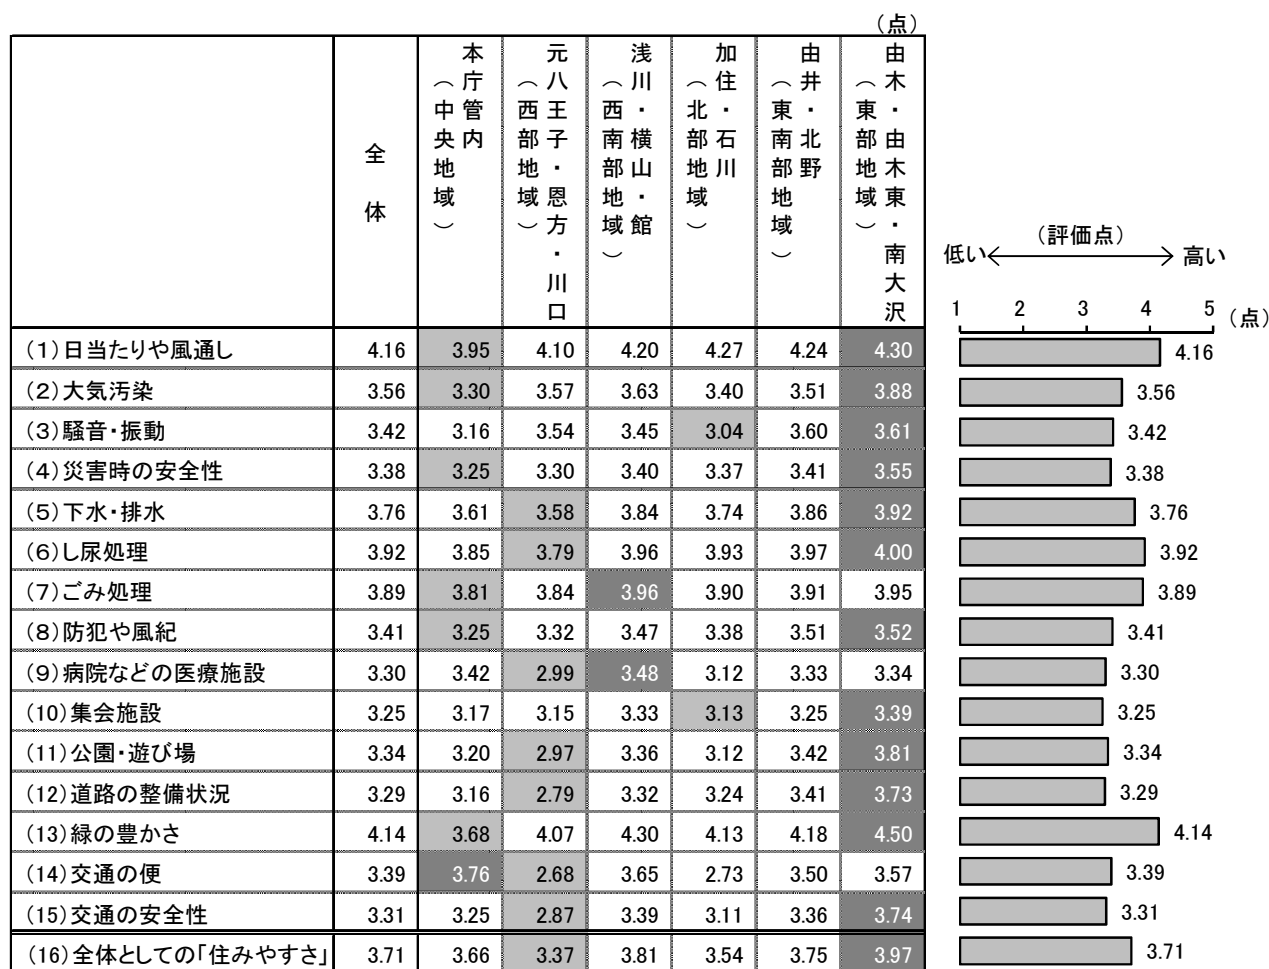 (点)
全体
本庁管内
(中央地域)
元八王子・恩方・川口
(西部地域)
浅川・横山・館
(西南部地域)
加住・石川
(北部地域)
由井・北野
(東南部地域)
由木・由木東・南大沢
(東部地域)
(評価点)
低い 高い
1 2 3 4 5 (点)
(1)日当たりや風通し 4.16 3.95 4.10 4.20 4.27 4.24 4.30 4.16
(2)大気汚染 3.56 3.30 3.57 3.63 3.40 3.51 3.88 3.56
(3)騒音・振動 3.42 3.16 3.54 3.45 3.04 3.60 3.61 3.42
(4)災害時の安全性 3.38 3.25 3.30 3.40 3.37 3.41 3.55 3.38
(5)下水・排水 3.76 3.61 3.58 3.84 3.74 3.86 3.92 3.76
(6)し尿処理 3.92 3.85 3.79 3.96 3.93 3.97 4.00 3.92
(7)ごみ処理 3.89 3.81 3.84 3.96 3.90 3.91 3.95 3.89
(8)防犯や風紀 3.41 3.25 3.32 3.47 3.38 3.51 3.52 3.41
(9)病院などの医療施設 3.30 3.42 2.99 3.48 3.12 3.33 3.34 3.30
(10)集会施設 3.25 3.17 3.15 3.33 3.13 3.25 3.39 3.25
(11)公園・遊び場 3.34 3.20 2.97 3.36 3.12 3.42 3.81 3.34
(12)道路の整備状況 3.29 3.16 2.79 3.32 3.24 3.41 3.73 3.29
(13)緑の豊かさ 4.14 3.68 4.07 4.30 4.13 4.18 4.50 4.14
(14)交通の便 3.39 3.76 2.68 3.65 2.73 3.50 3.57 3.39
(15)交通の安全性 3.31 3.25 2.87 3.39 3.11 3.36 3.74 3.31
(16)全体としての「住みやすさ」 3.71 3.66 3.37 3.81 3.54 3.75 3.97 3.71